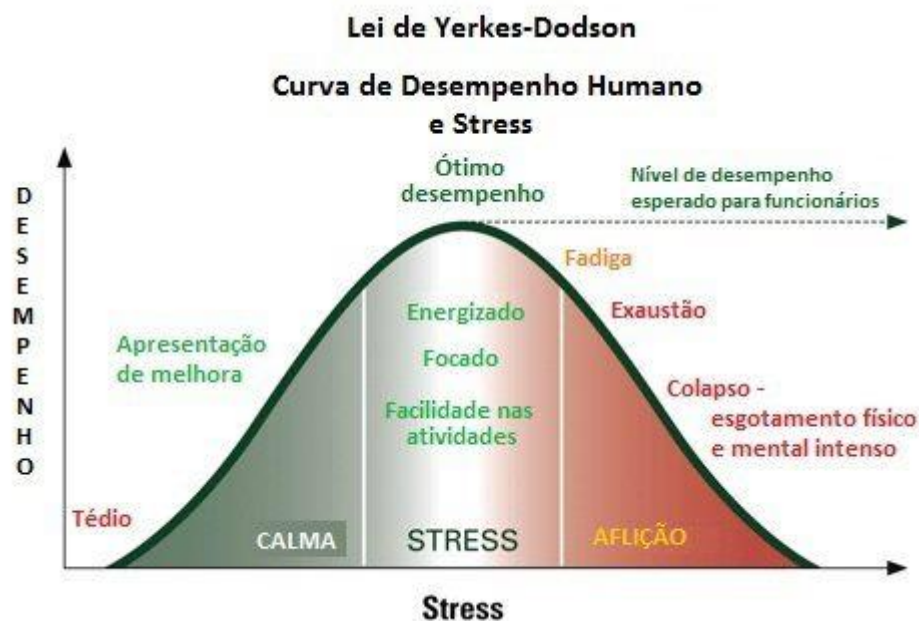 Lei de Yerkes-Dodson
Curva de Desempenho Humano
e Stress
Ótimo
desempenho
Nível de desempenho
esperado para funcionários
DESEMPENHO
Fadiga
Energizado
Exaustão
Apresentação
de melhora
Focado
Facilidade nas
atividades
Colapso -
esgotamento físico
e mental intenso
Tédio
CALMA
STRESS
AFLIÇÃO
Stress